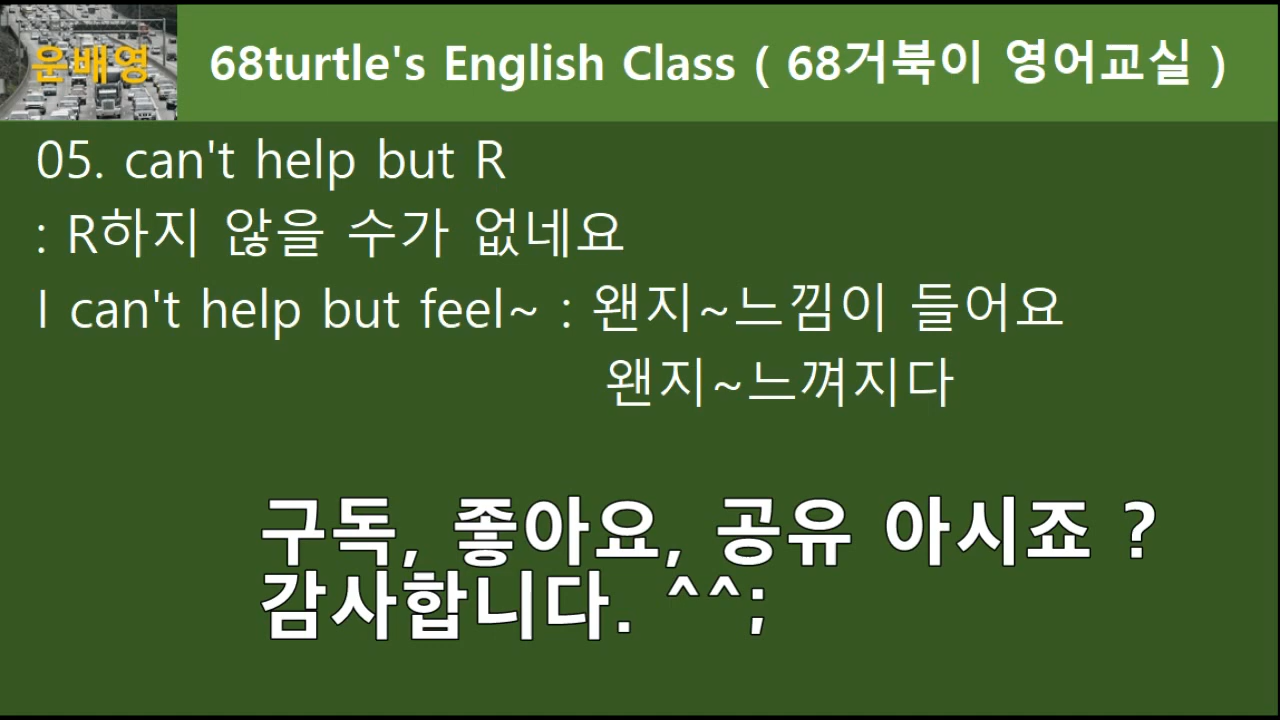 운배영
68turtle's English Class ( 68거북이 영어교실 )
05. can't help but R
: R하지 않을 수가 없네요
I can't help but feel~ : 왠지~느낌이 들어요
왠지~느껴지다
구독, 좋아요, 공유 아시죠 ?
감사합니다. ^^;